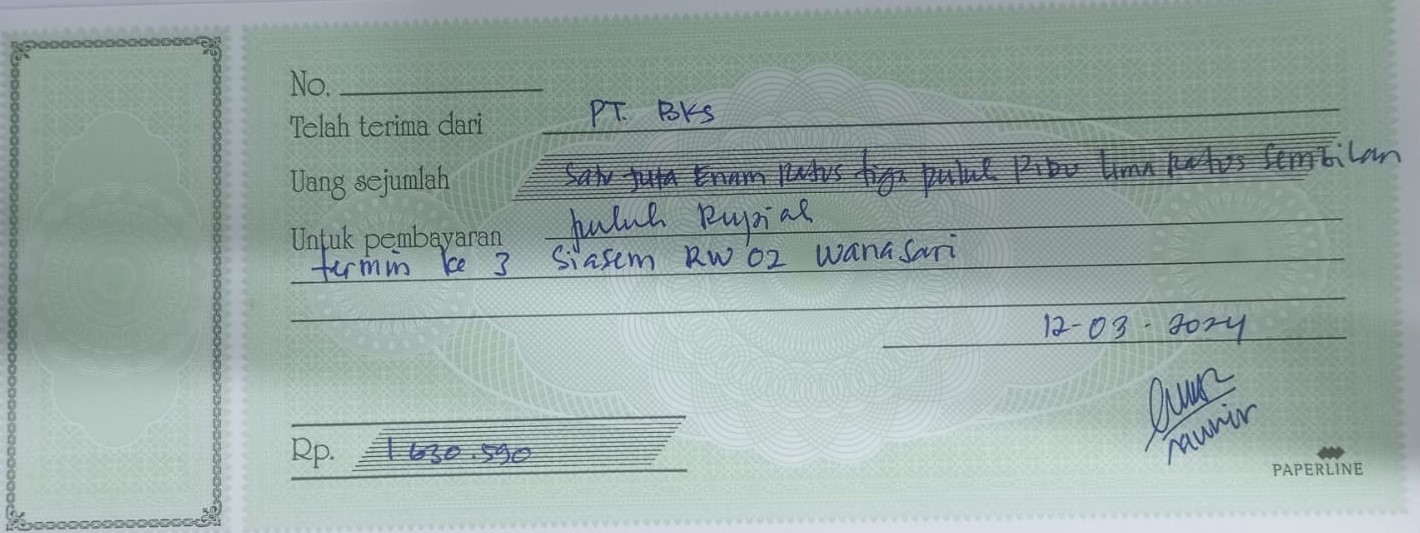 No.
Telah terima dari PT. BKS
Uang sejumlah Satu Juta Enam Ratus tiga puluh Ribu lima Ratus Sembilan
puluh Rupiah
Untuk pembayaran
termin ke 3 Siasem RW 02 Wanasari
12-03-2024
Rp. 1 630.590
munir
PAPERLINE